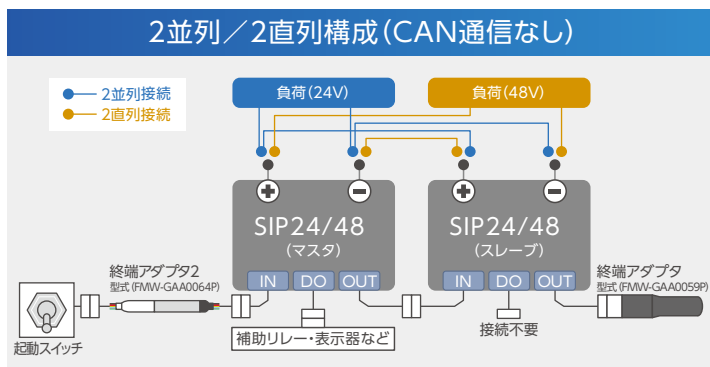 2並列／2直列構成（CAN通信なし）
2並列接続
2直列接続
負荷（24V）
負荷（48V）
SIP24/48
（マスタ）
IN
DO
OUT
SIP24/48
（スレーブ）
IN
DO
OUT
終端アダプタ2
型式（FMW-GAA0064P）
終端アダプタ
型式（FMW-GAA0059P）
起動スイッチ
補助リレー・表示器など
接続不要